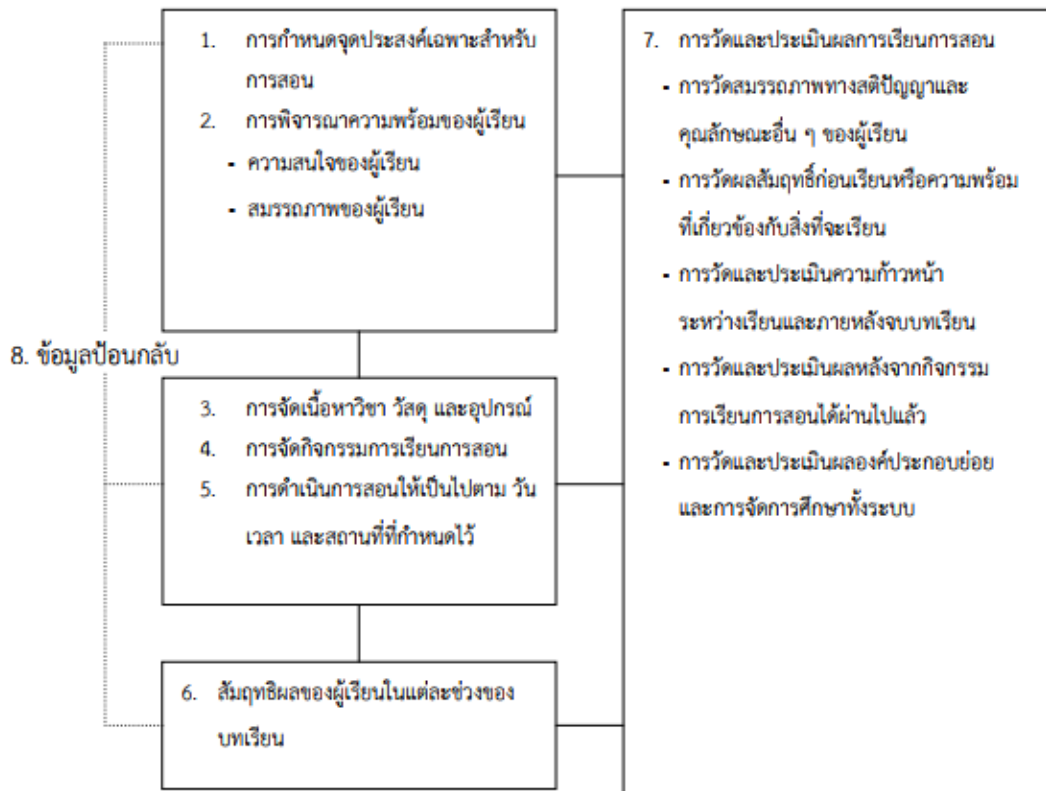 1. การกำหนดจุดประสงค์เฉพาะสำหรับ
การสอน
2. การพิจารณาความพร้อมของผู้เรียน
- ความสนใจของผู้เรียน
- สมรรถภาพของผู้เรียน
8. ข้อมูลป้อนกลับ
3. การจัดเนื้อหาวิชา วัสดุ และอุปกรณ์
4. การจัดกิจกรรมการเรียนการสอน
5. การดำเนินการสอนให้เป็นไปตาม วัน
เวลา และสถานที่ที่กำหนดไว้
6. สัมฤทธิผลของผู้เรียนในแต่ละช่วงของ
บทเรียน
7. การวัดและประเมินผลการเรียนการสอน
- การวัดสมรรถภาพทางสติปัญญาและ
คุณลักษณะอื่น ๆ ของผู้เรียน
- การวัดผลสัมฤทธิ์ก่อนเรียนหรือความพร้อม
ที่เกี่ยวข้องกับสิ่งที่จะเรียน
- การวัดและประเมินความก้าวหน้า
ระหว่างเรียนและภายหลังจบบทเรียน
- การวัดและประเมินผลหลังจากกิจกรรม
การเรียนการสอนได้ผ่านไปแล้ว
- การวัดและประเมินผลองค์ประกอบย่อย
และการจัดการศึกษาทั้งระบบ